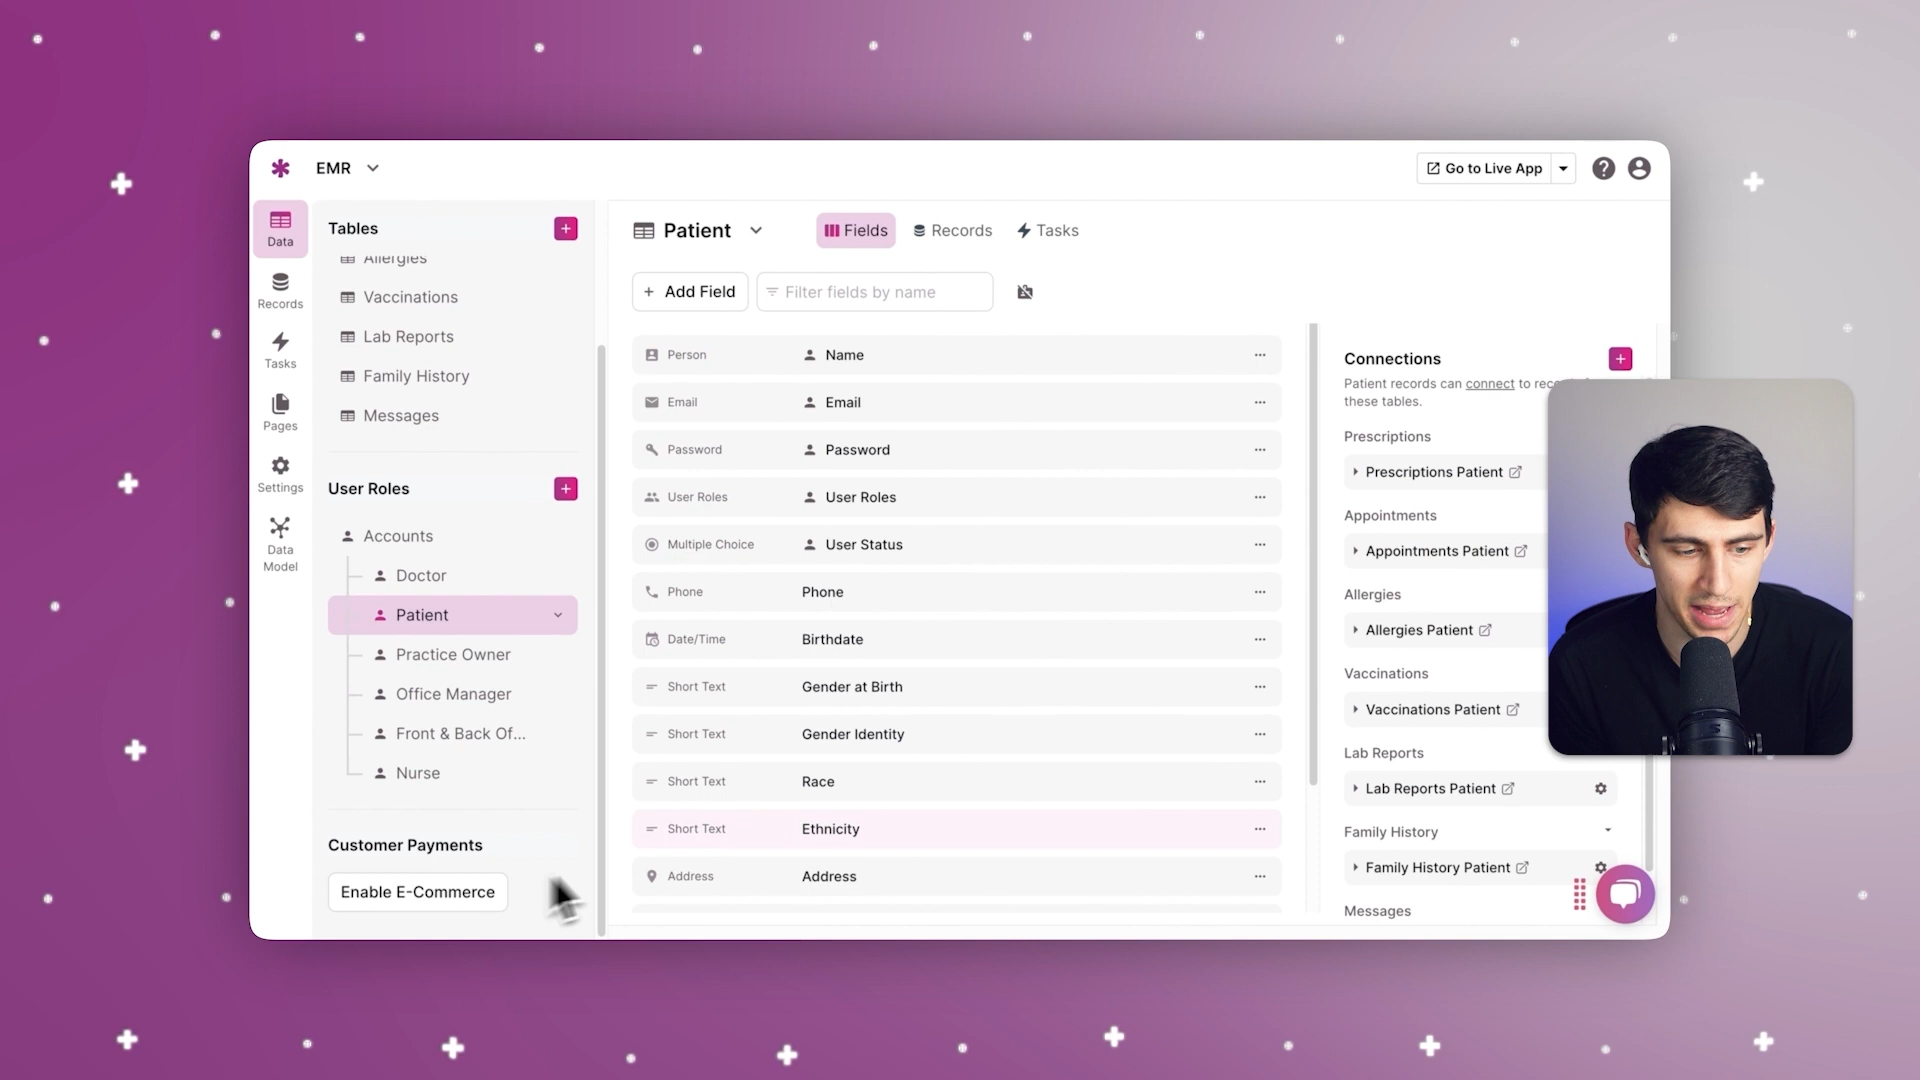 EMR
Go to Live App
Data
Records
Tasks
Pages
Settings
Data
Model
Tables
Allergies
Vaccinations
Lab Reports
Family History
Messages
User Roles
Accounts
Doctor
Patient
Practice Owner
Office Manager
Front & Back Of...
Nurse
Customer Payments
Enable E-Commerce
Patient
Fields
Records
Tasks
+ Add Field
Filter fields by name
Person Name
Email Email
Password Password
User Roles User Roles
Multiple Choice User Status
Phone Phone
Date/Time Birthdate
Short Text Gender at Birth
Short Text Gender Identity
Short Text Race
Short Text Ethnicity
Address Address
Connections
Patient records can connect to
these tables.
Prescriptions
Prescriptions Patient
Appointments
Appointments Patient
Allergies
Allergies Patient
Vaccinations
Vaccinations Patient
Lab Reports
Lab Reports Patient
Family History
Family History Patient
Messages